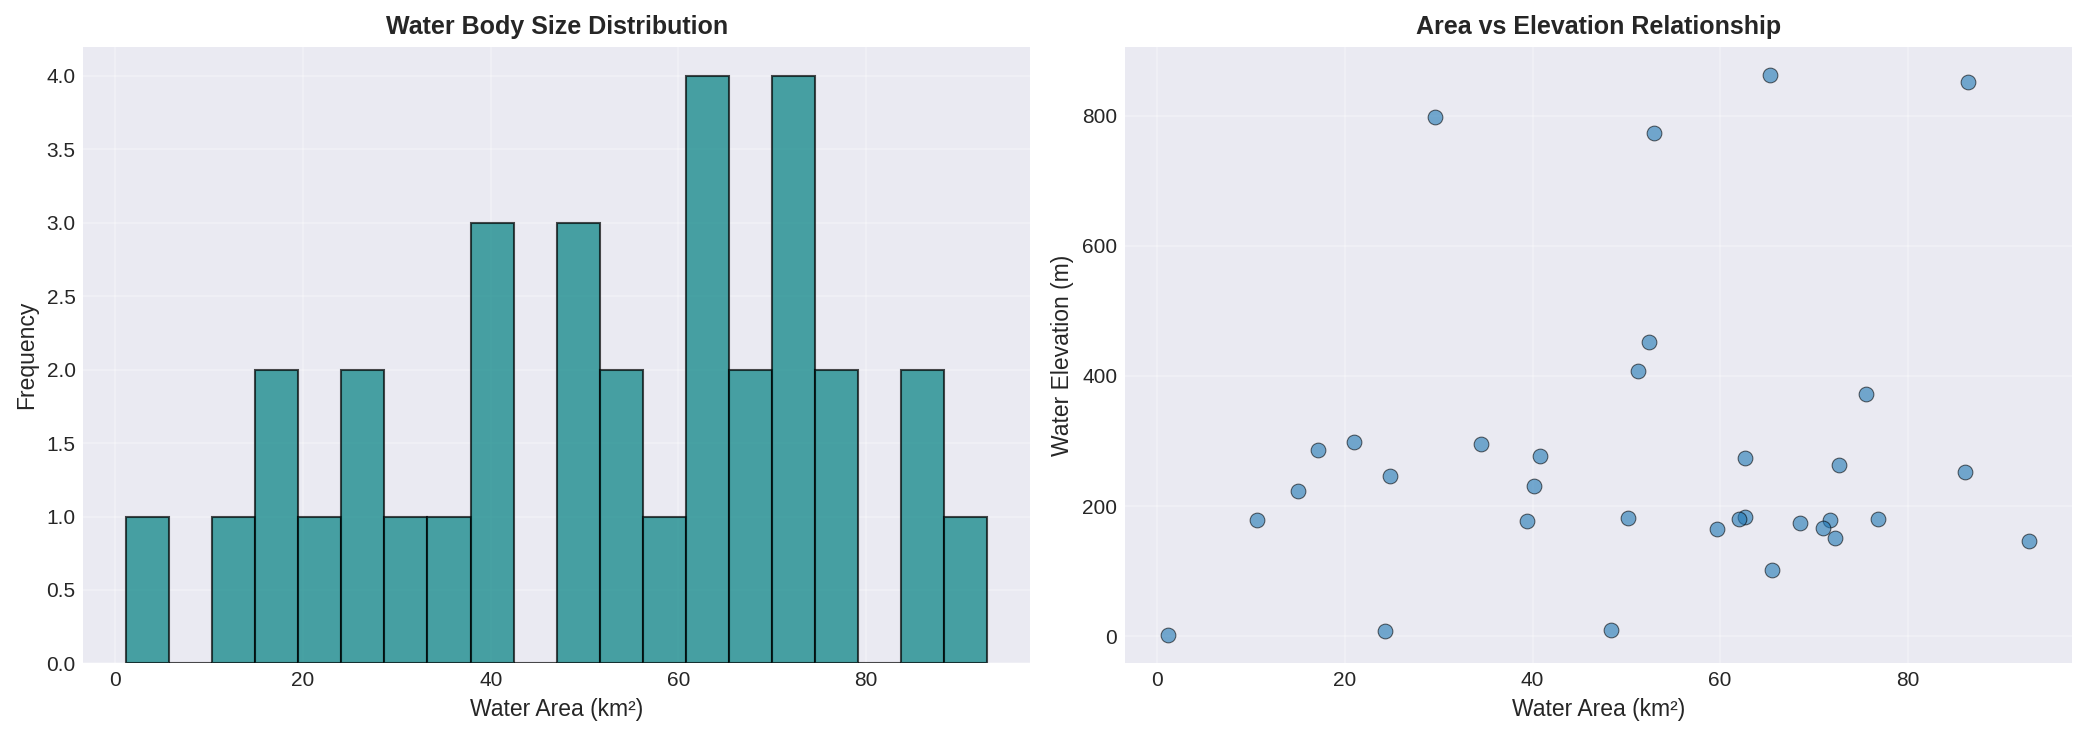 Water Body Size Distribution
4.0
3.5
3.0
2.5
2.0
1.5
1.0
0.5
0.0
Frequency
0 20 40 60 80
Water Area (km²)
Area vs Elevation Relationship
800
600
400
200
0
Water Elevation (m)
0 20 40 60 80
Water Area (km²)